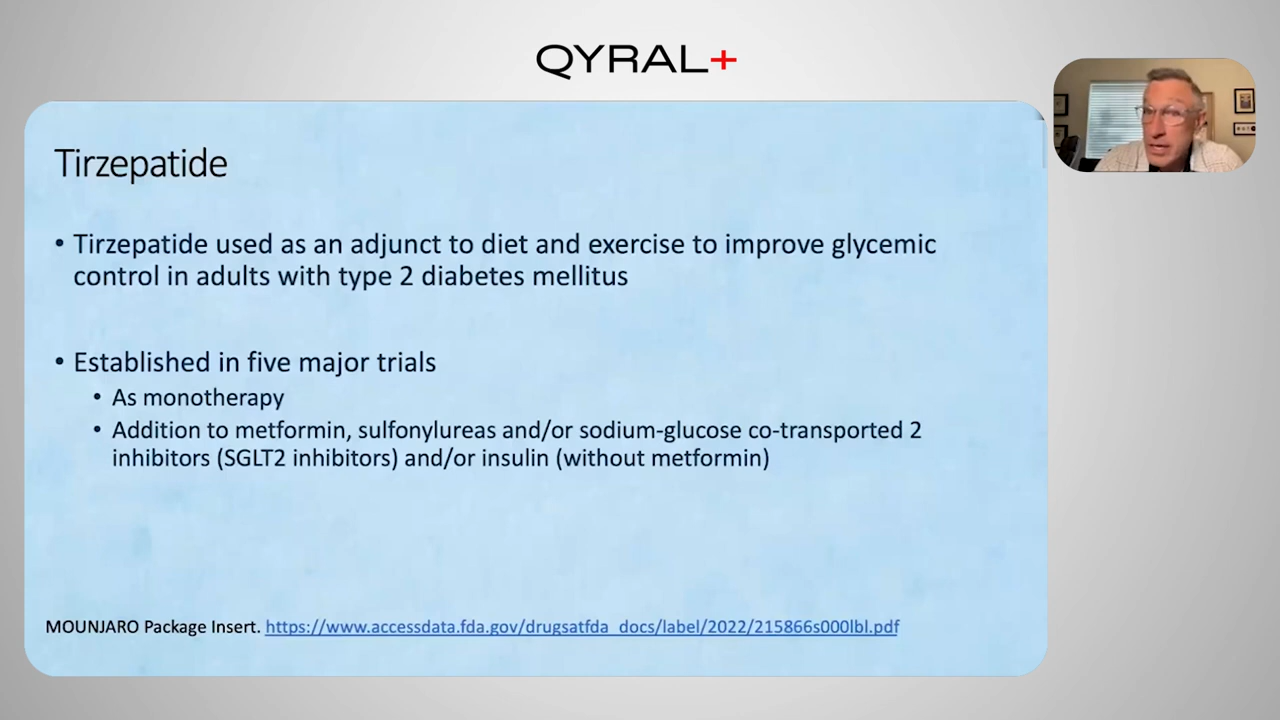 QYRAL+
Tirzepatide
• Tirzepatide used as an adjunct to diet and exercise to improve glycemic
control in adults with type 2 diabetes mellitus
• Established in five major trials
• As monotherapy
• Addition to metformin, sulfonylureas and/or sodium-glucose co-transported 2
inhibitors (SGLT2 inhibitors) and/or insulin (without metformin)
MOUNJARO Package Insert. https://www.accessdata.fda.gov/drugsatfda_docs/label/2022/215866s000lbl.pdf